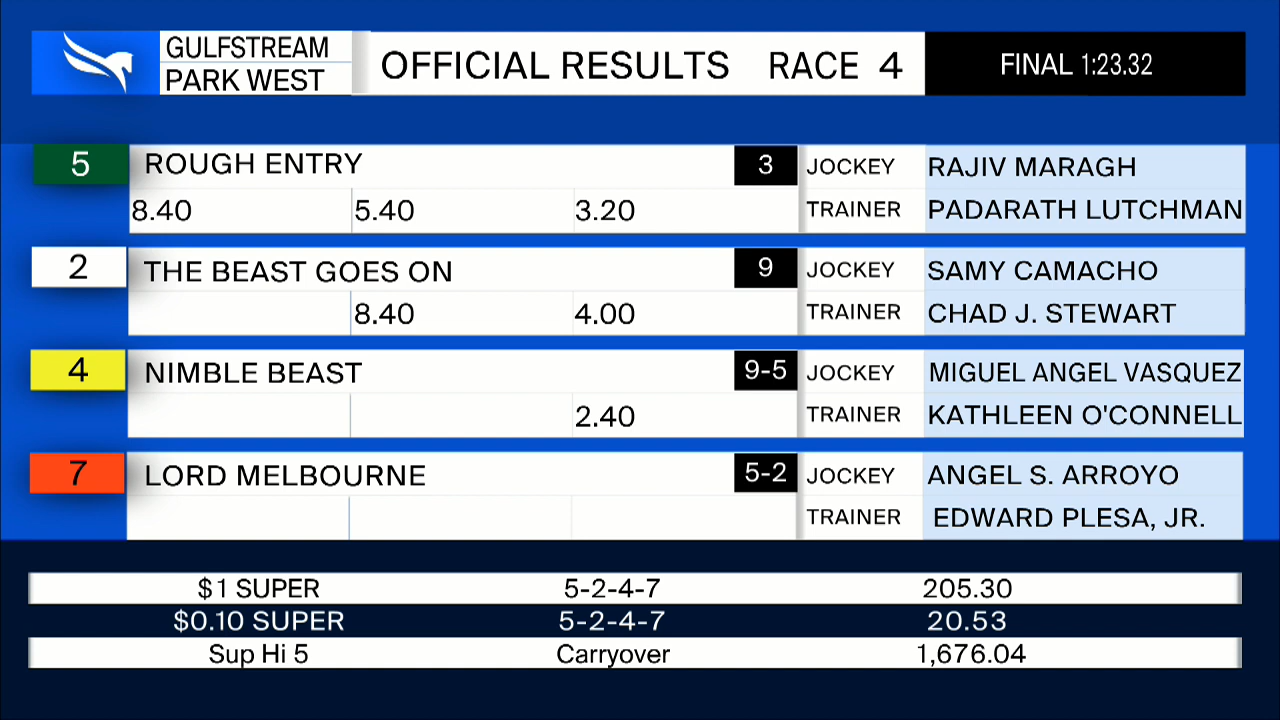 GULFSTREAM
PARK WEST
OFFICIAL RESULTS RACE 4
FINAL 1:23.32
5 ROUGH ENTRY 3 JOCKEY RAJIV MARAGH
8.40 5.40 3.20 TRAINER PADARATH LUTCHMAN
2 THE BEAST GOES ON 9 JOCKEY SAMY CAMACHO
8.40 4.00 TRAINER CHAD J. STEWART
4 NIMBLE BEAST 9-5 JOCKEY MIGUEL ANGEL VASQUEZ
2.40 TRAINER KATHLEEN O'CONNELL
7 LORD MELBOURNE 5-2 JOCKEY ANGEL S. ARROYO
TRAINER EDWARD PLESA, JR.
$1 SUPER 5-2-4-7 205.30
$0.10 SUPER 5-2-4-7 20.53
Sup Hi 5 Carryover 1,676.04